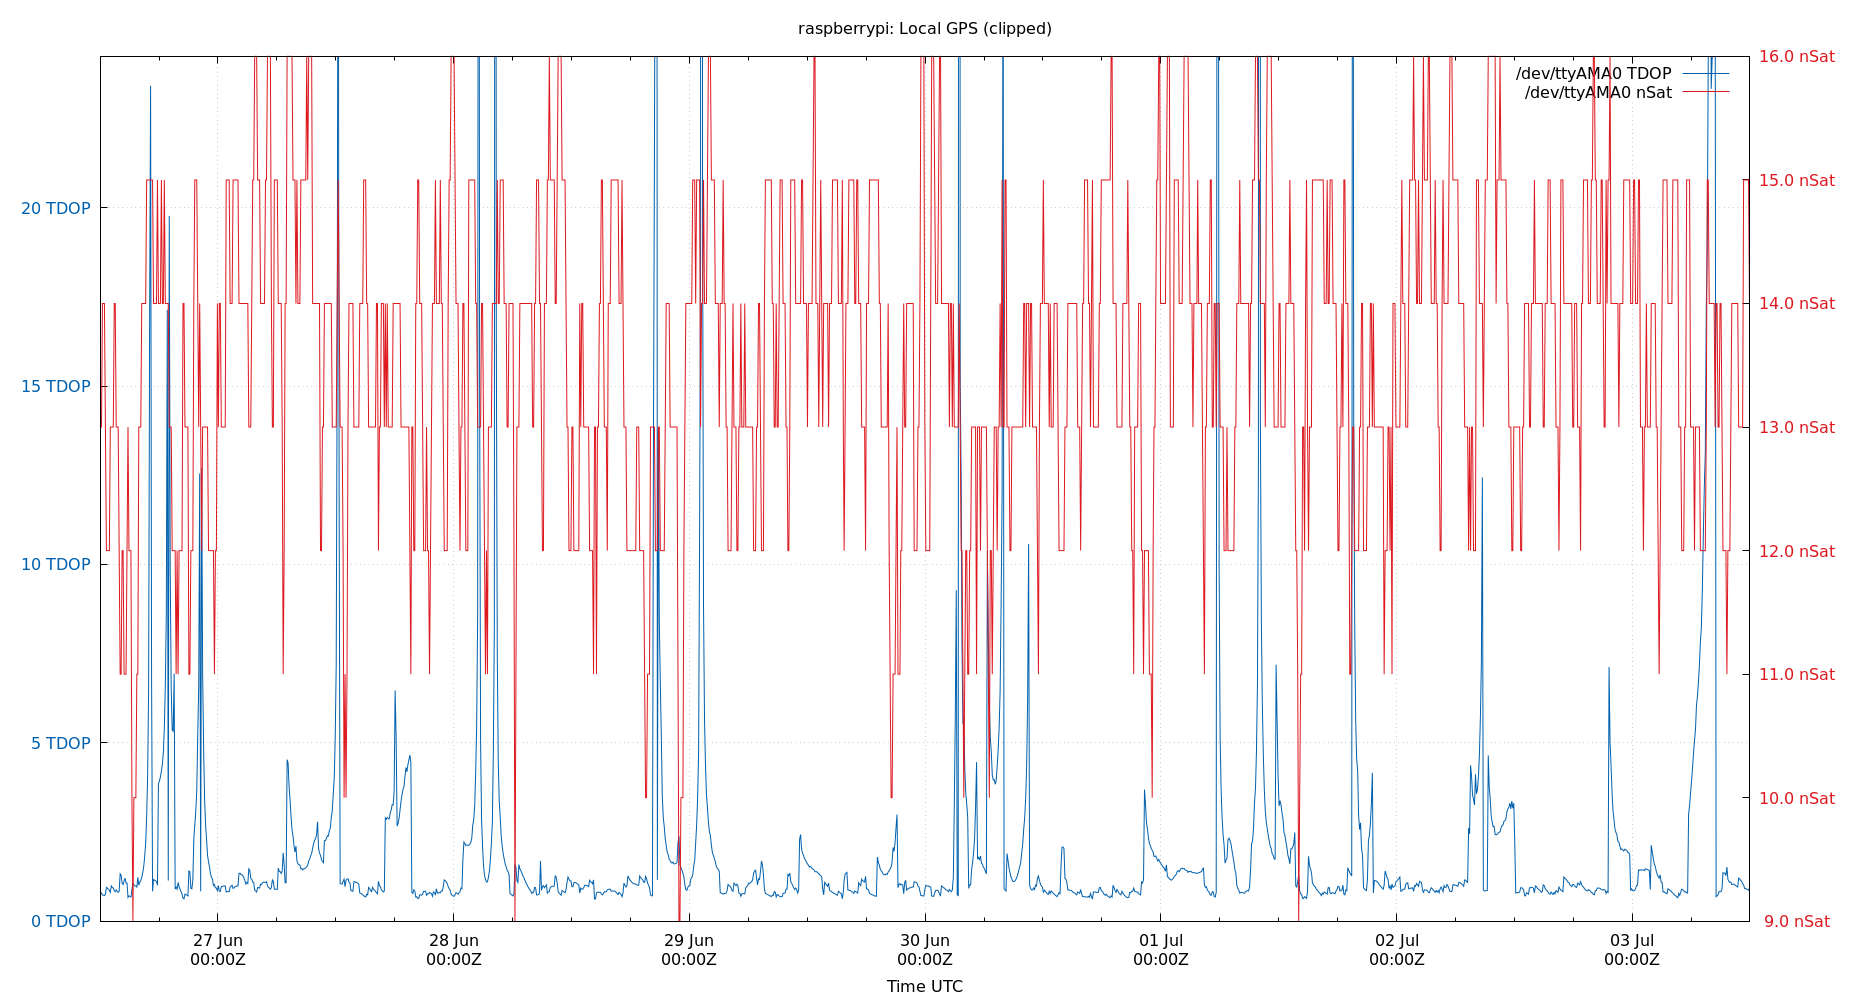 raspberrypi: Local GPS (clipped)
16.0 nSat
/dev/ttyAMA0 TDOP
/dev/ttyAMA0 nSat
15.0 nSat
20 TDOP
14.0 nSat
15 TDOP
13.0 nSat
12.0 nSat
10 TDOP
11.0 nSat
5 TDOP
10.0 nSat
0 TDOP
9.0 nSat
27 Jun 28 Jun 29 Jun 30 Jun 01 Jul 02 Jul 03 Jul
00:00Z 00:00Z 00:00Z 00:00Z 00:00Z 00:00Z 00:00Z
Time UTC